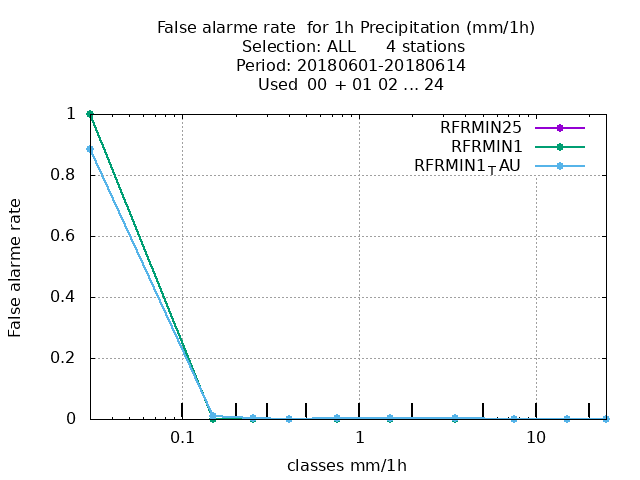 False alarme rate  for 1h Precipitation (mm/1h)
Selection: ALL      4 stations
Period: 20180601-20180614
Used  00  + 01 02 ... 24
RFRMIN25
RFRMIN1
RFRMIN1TAU
1
0.8
0.6
0.4
0.2
0
False alarme rate
0.1
1
10
classes mm/1h